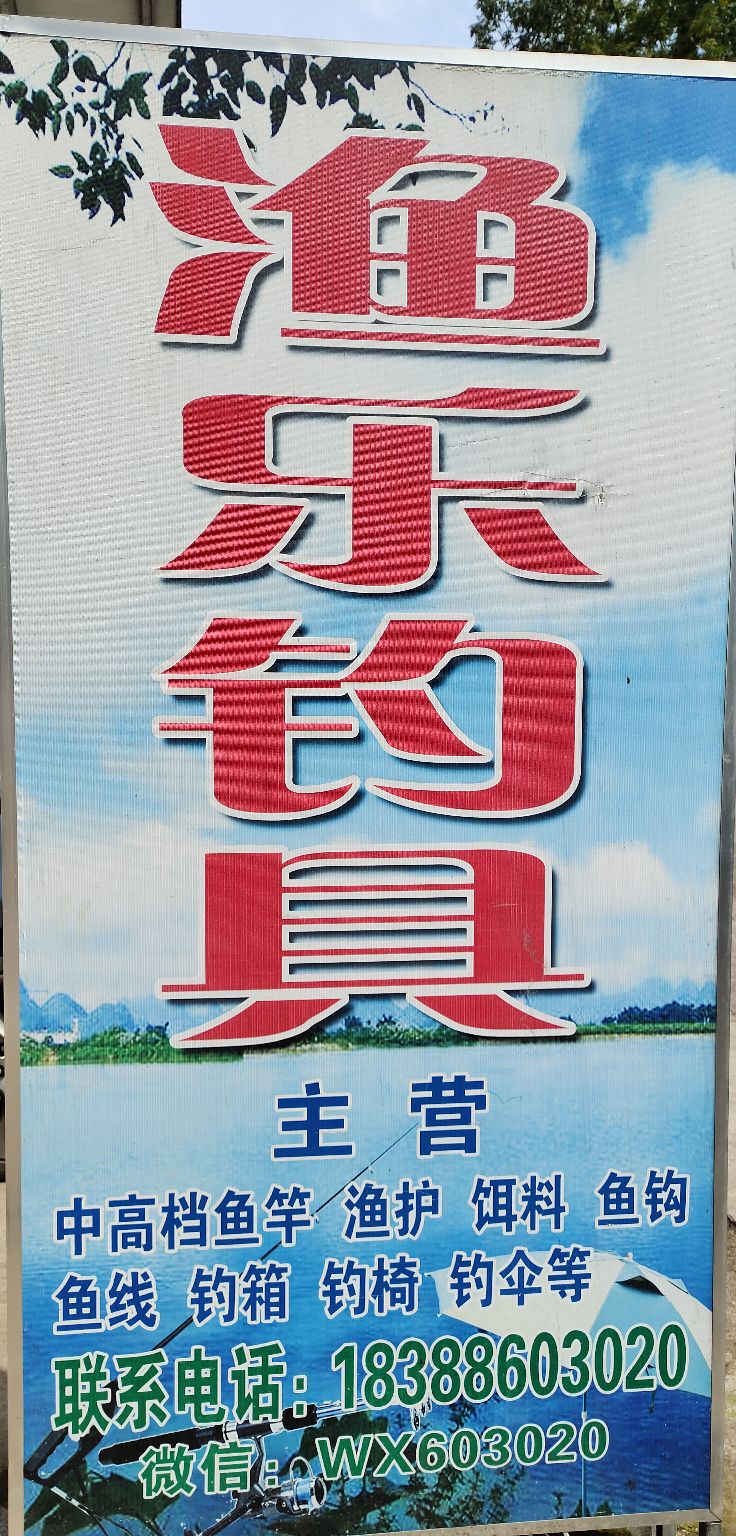 渔乐钓具
主营
中高档鱼竿 渔护 饵料 鱼钩
鱼线 钓箱 钓椅 钓伞等
联系电话：18388603020
微信：WX603020